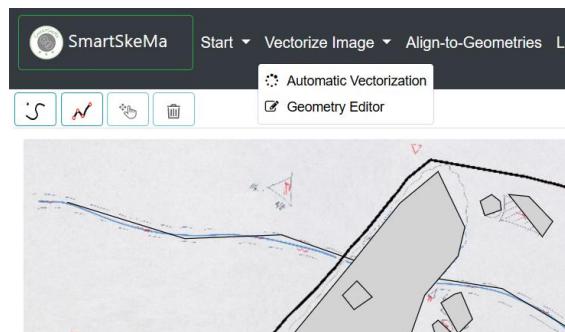 SmartSkeMa
Start
Vectorize Image
Align-to-Geometries
L
Automatic Vectorization
Geometry Editor